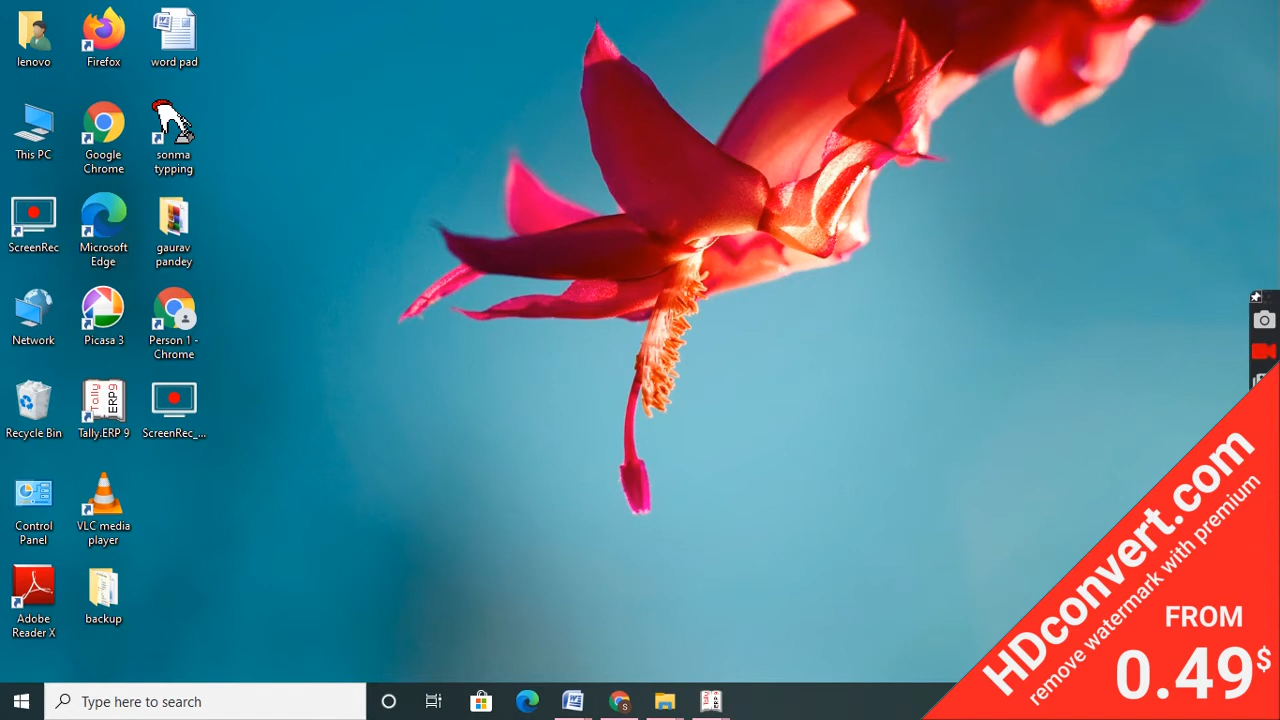 lenovo
Firefox
word pad
This PC
Google
Chrome
sonma
typping
ScreenRec
Microsoft
Edge
gaurav
pandey
Network
Picasa 3
Person 1 -
Chrome
Recycle Bin
Tally
ERP9
Tally.ERP 9
ScreenRec_...
Control
Panel
VLC media
player
Adobe
Reader X
backup
Type here to search
HDconvert.com
remove watermark with premium
FROM
0.49$